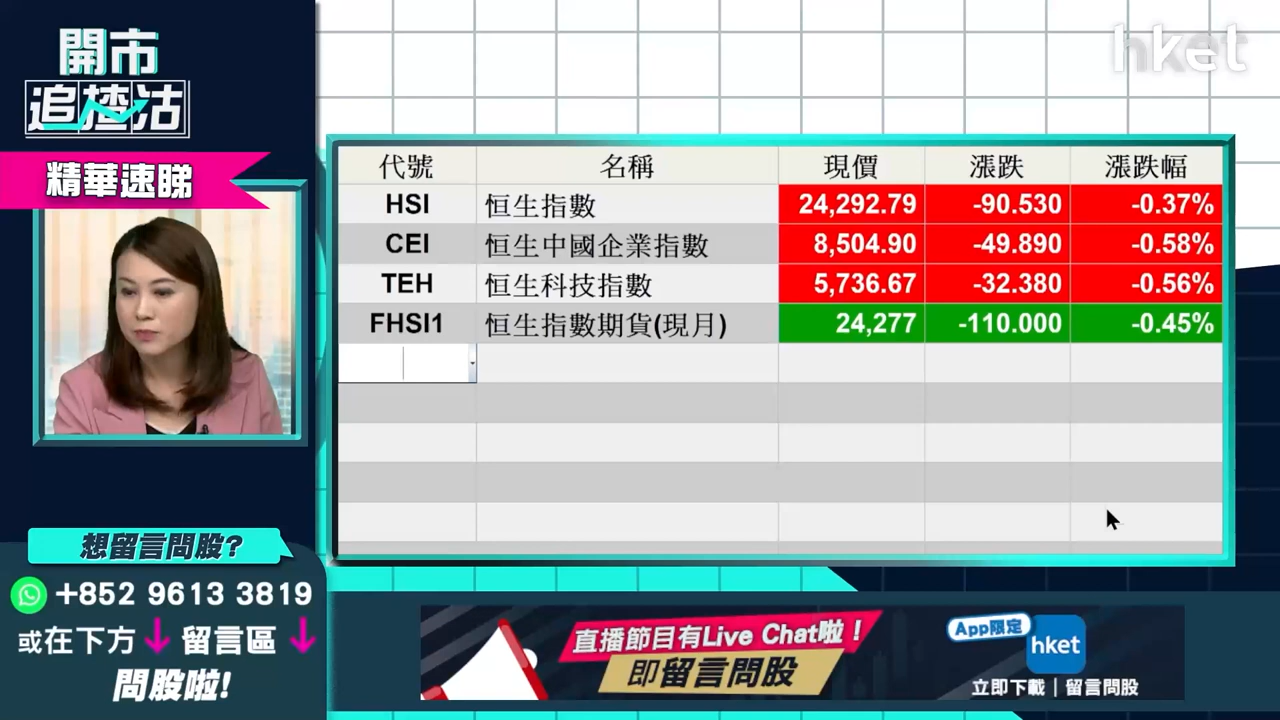 開市
追揸沽
精華速睇
hket
代號 名稱 現價 漲跌 漲跌幅
HSI 恒生指數 24,292.79 -90.530 -0.37%
CEI 恒生中國企業指數 8,504.90 -49.890 -0.58%
TEH 恒生科技指數 5,736.67 -32.380 -0.56%
FHSI1 恒生指數期貨(現月) 24,277 -110.000 -0.45%
想留言問股?
+852 9613 3819
或在下方 留言區
問股啦!
直播節目有Live Chat啦！
即留言問股
App限定
hket
立即下載｜留言問股